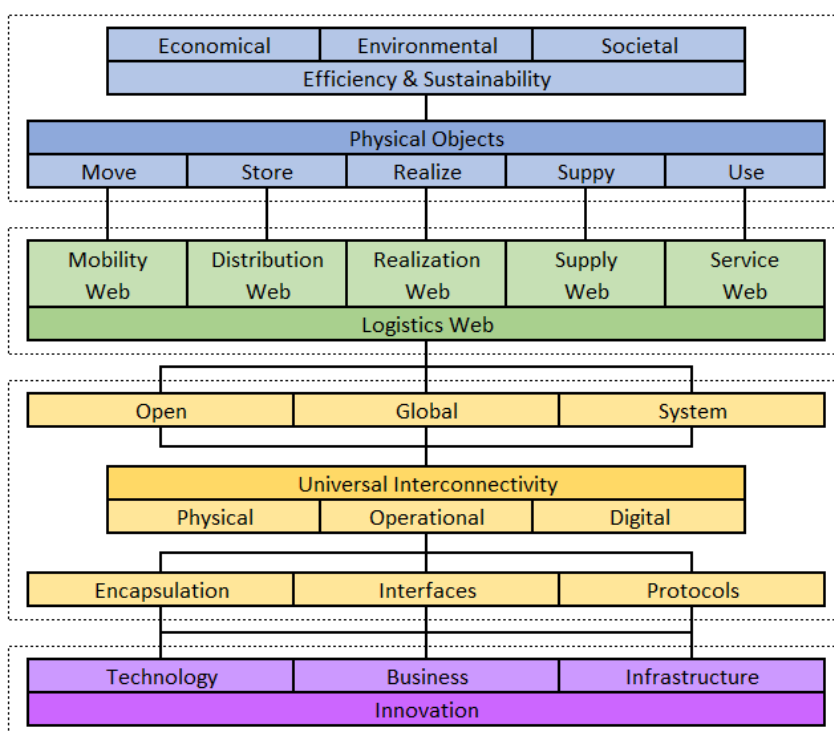 Economical Environmental Societal
Efficiency & Sustainability
Physical Objects
Move Store Realize Suppy Use
Mobility Web Distribution Web Realization Web Supply Web Service Web
Logistics Web
Open Global System
Universal Interconnectivity
Physical Operational Digital
Encapsulation Interfaces Protocols
Technology Business Infrastructure
Innovation